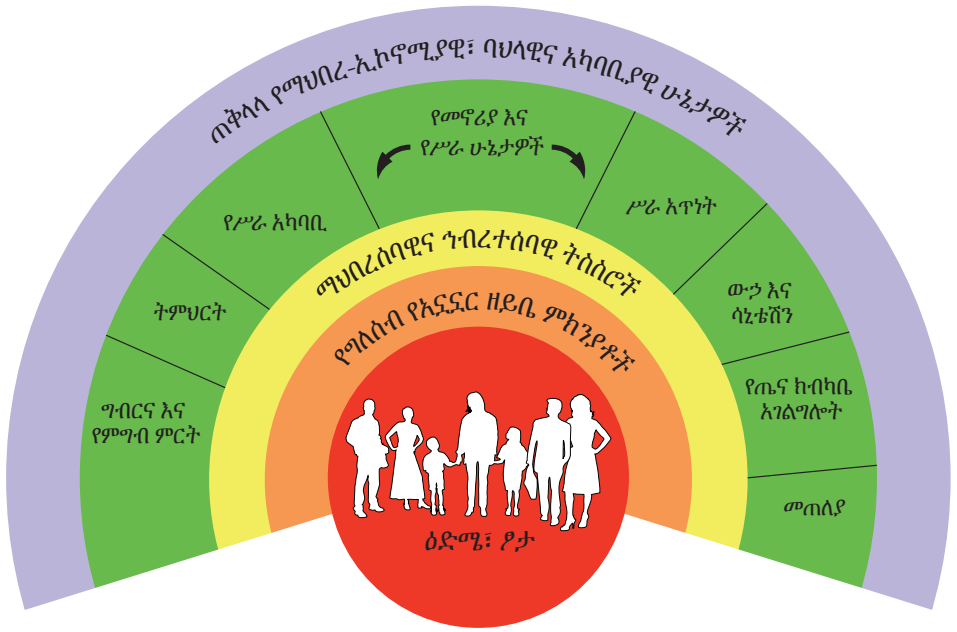 ጠቅላላ የማህበረ-ኢኮኖሚያዊ፣ ባህላዊና አካባቢያዊ ሁኔታዎች
የመኖሪያ እና
የሥራ ሁኔታዎች
የሥራ አካባቢ
ሥራ አጥነት
ትምህርት
ውኃ እና
ሳኒቴሽን
ግብርና እና
የምግብ ምርት
የጤና ክብካቤ
አገልግሎት
መጠለያ
ማህበረሰባዊና ኅብረተሰባዊ ትስስሮች
የግለሰብ የአኗኗር ዘይቤ ምክንያቶች
ዕድሜ፣ ፆታ